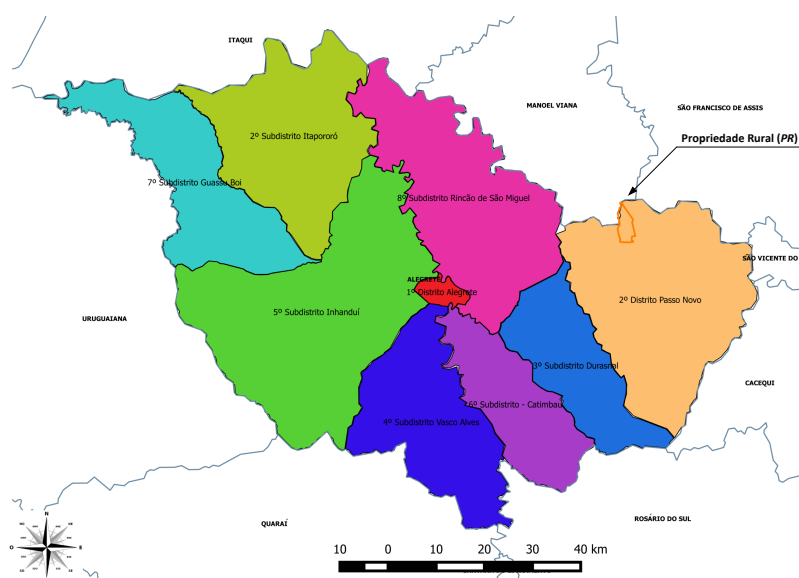 ITAQUI
MANOEL VIANA
SÃO FRANCISCO DE ASSIS
Propriedade Rural (PR)
2º Subdistrito Itapororó
7º Subdistrito Guassu Boi
8º Subdistrito Rincão de São Miguel
SÃO VICENTE DO
ALEGRETE
1º Distrito Alegrete
2º Distrito Passo Novo
5º Subdistrito Inhanduí
URUGUAIANA
3º Subdistrito Durasnal
CACEQUI
6º Subdistrito - Catimbau
4º Subdistrito Vasco Alves
QUARAÍ
ROSÁRIO DO SUL
N
O
E
S
10 0 10 20 30 40 km